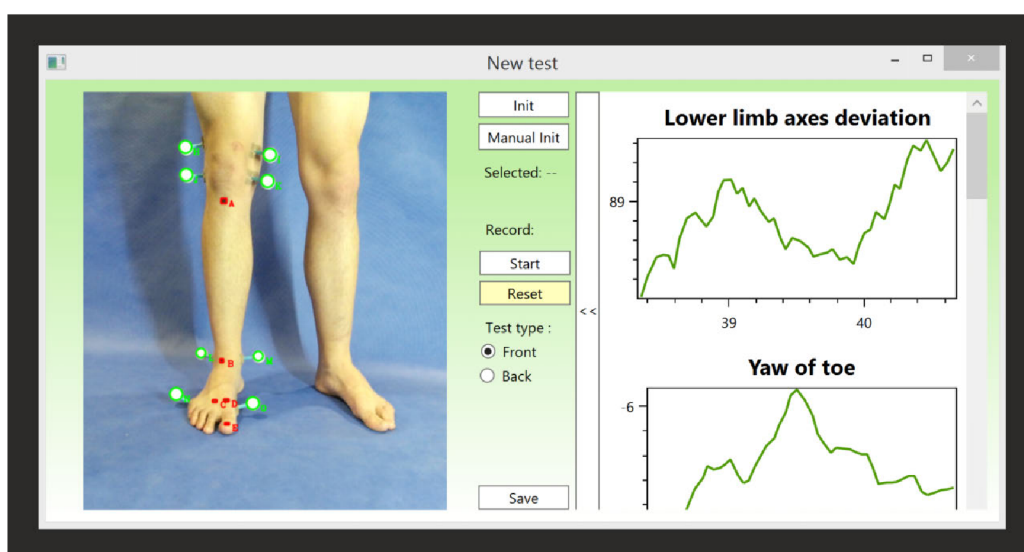 New test
Init
Manual Init
Selected: --
Record:
Start
Reset
Test type :
Front
Back
Save
<<
A
B
C D
E
Lower limb axes deviation
89
39 40
Yaw of toe
-6